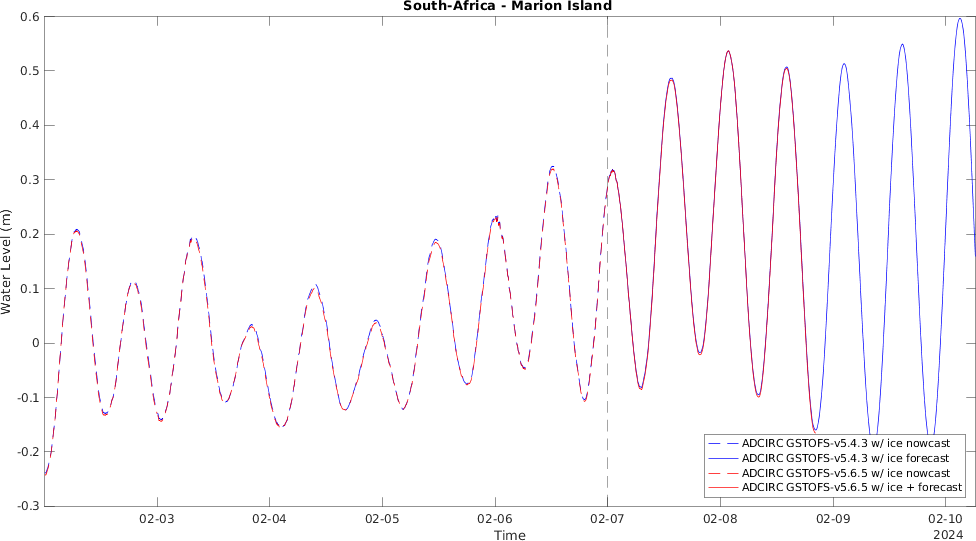 South-Africa - Marion Island
0.6
0.5
0.4
0.3
0.2
0.1
0
-0.1
-0.2
-0.3
Water Level (m)
02-03 02-04 02-05 02-06 02-07 02-08 02-09 02-10
2024
Time
ADCIRC GSTOFS-v5.4.3 w/ ice nowcast
ADCIRC GSTOFS-v5.4.3 w/ ice forecast
ADCIRC GSTOFS-v5.6.5 w/ ice nowcast
ADCIRC GSTOFS-v5.6.5 w/ ice + forecast